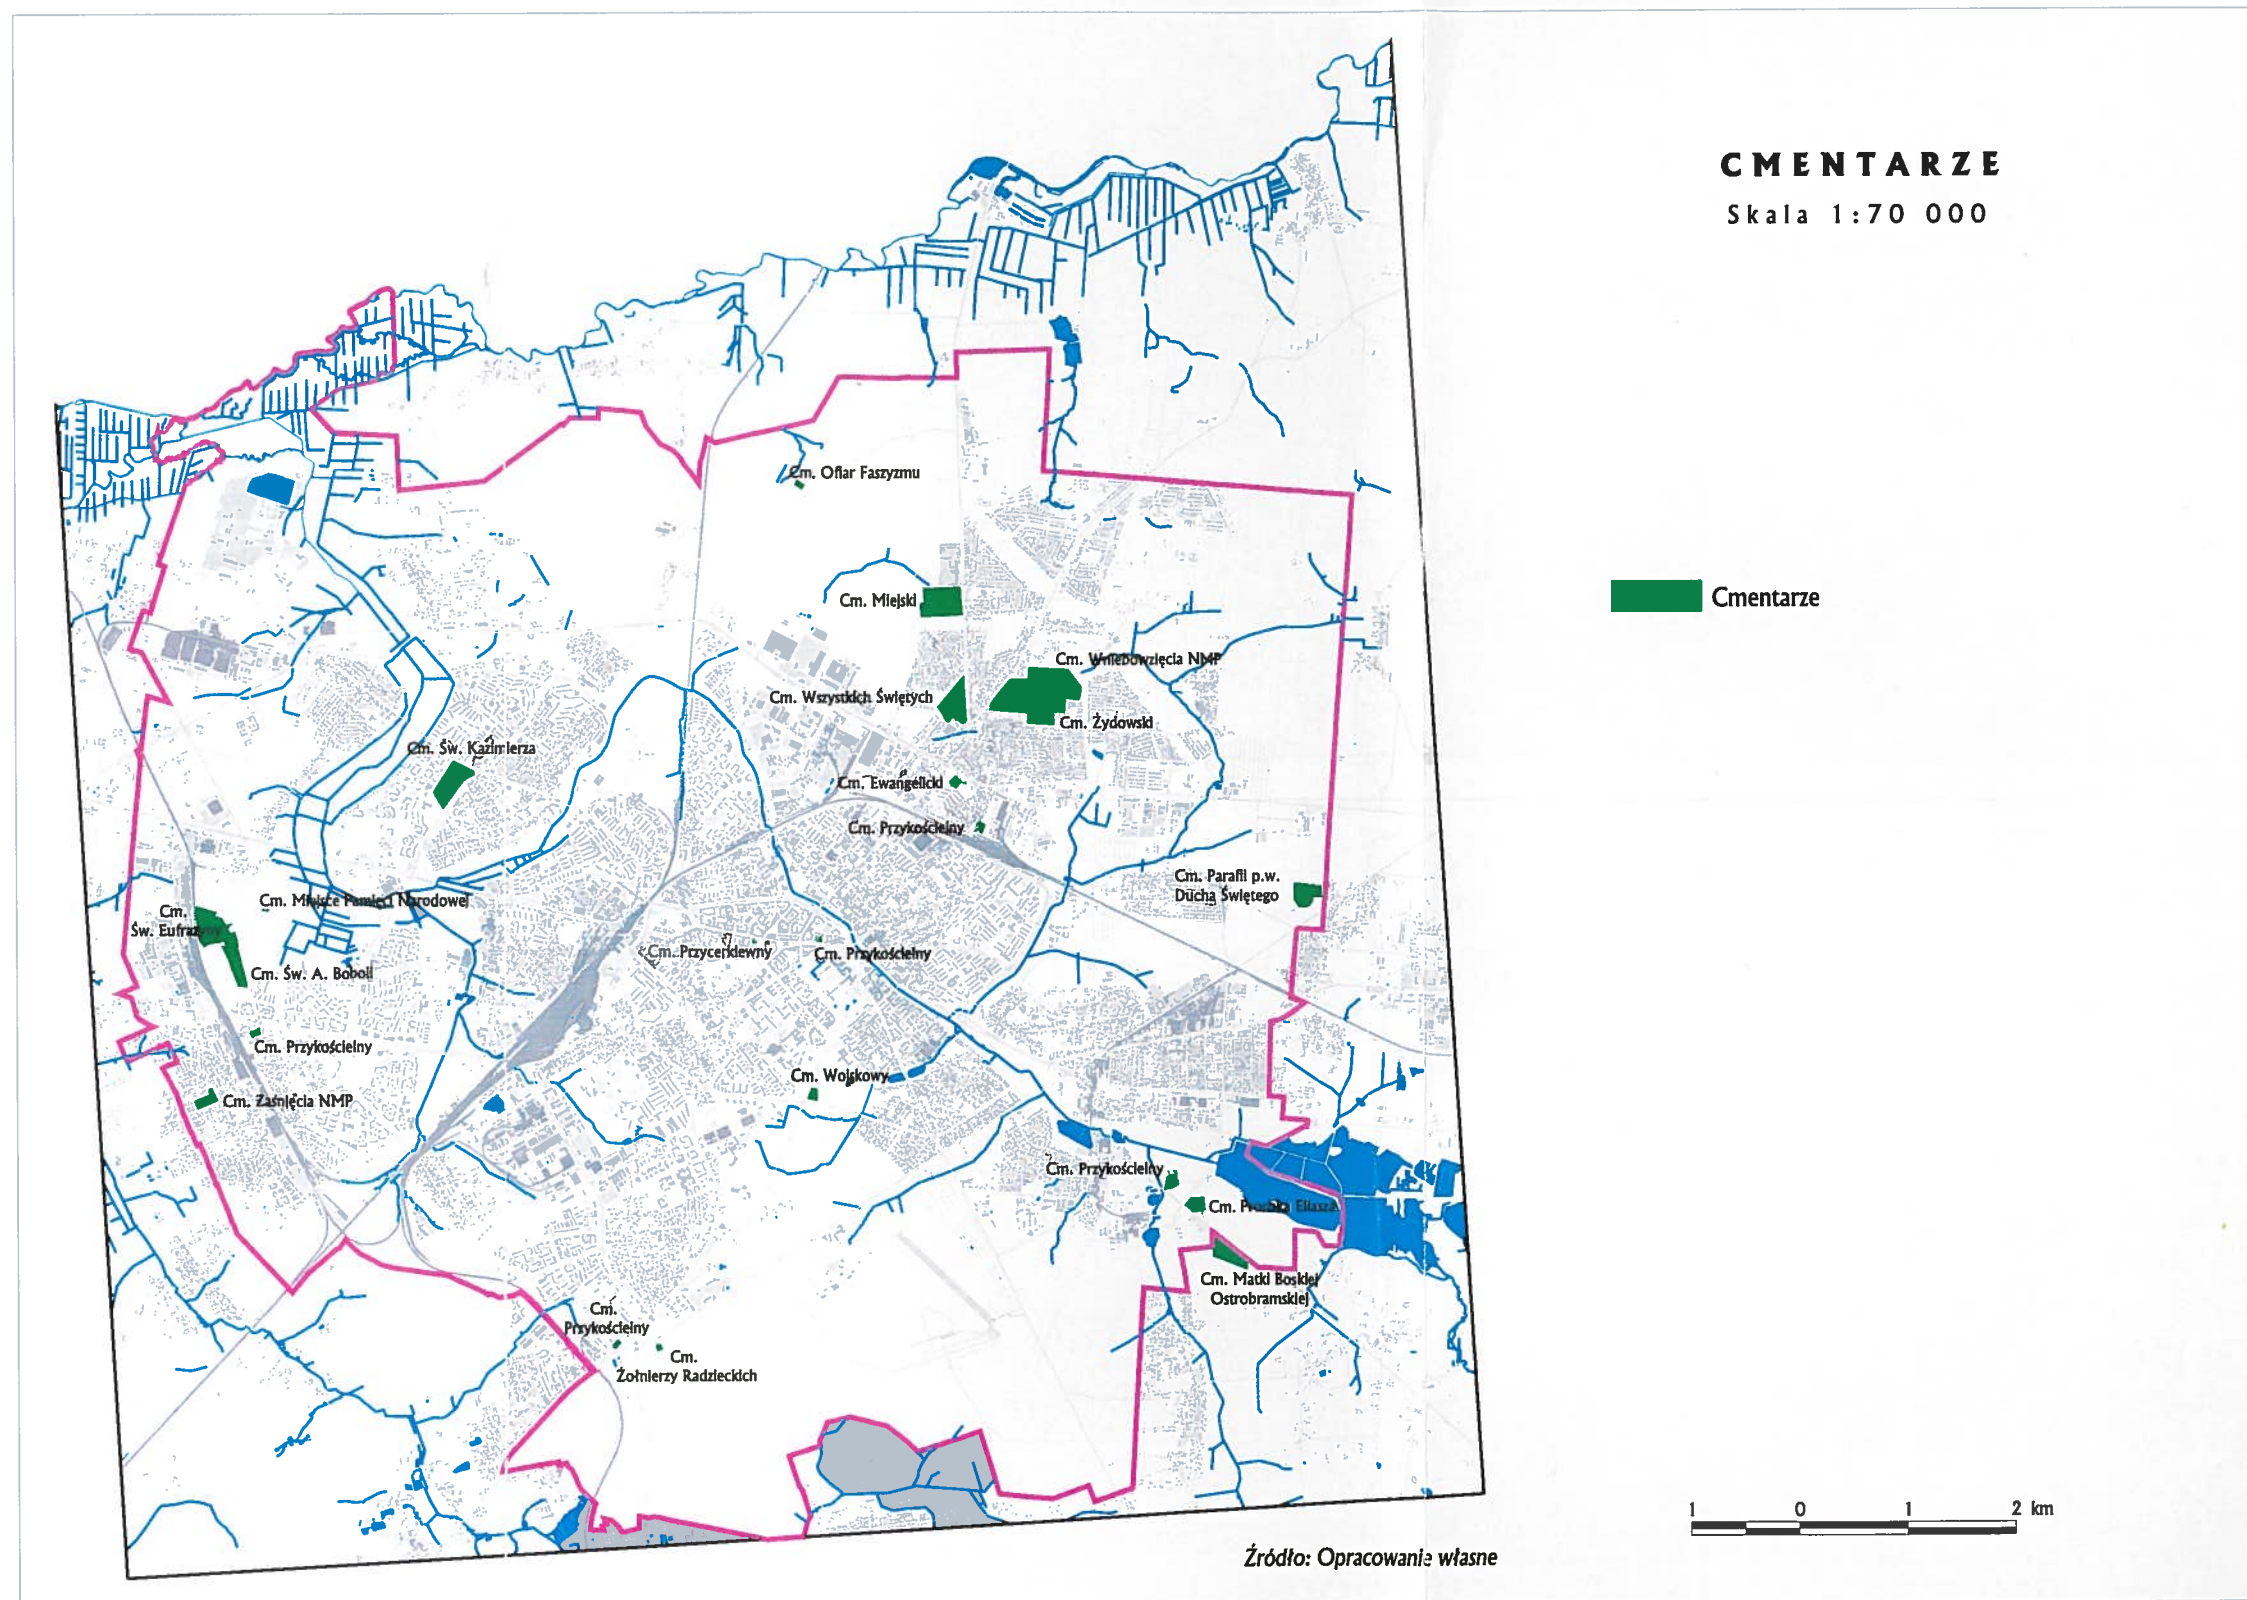 CMENTARZE
Skala 1:70 000
Cm. Ofiar Faszyzmu
Cm. Miejski
Cmentarze
Cm. Wniebowzięcia NMP
Cm. Wszystkich Świętych
Cm. Żydowski
Cm. Św. Kazimierza
Cm. Ewangelicki
Cm. Przykościelny
Cm. Parafii p.w.
Ducha Świętego
Cm. Miejsce Pamięci Narodowej
Cm.
Św. Eufrazyny
Cm. Przycerkiewny
Cm. Przykościelny
Cm. Św. A. Boboli
Cm. Przykościelny
Cm. Wojskowy
Cm. Zaśnięcia NMP
Cm. Przykościelny
Cm. Proroka Eliasza
Cm. Matki Boskiej
Ostrobramskiej
Cm.
Przykościelny
Cm.
Żołnierzy Radzieckich
1 0 1 2 km
Źródło: Opracowanie własne